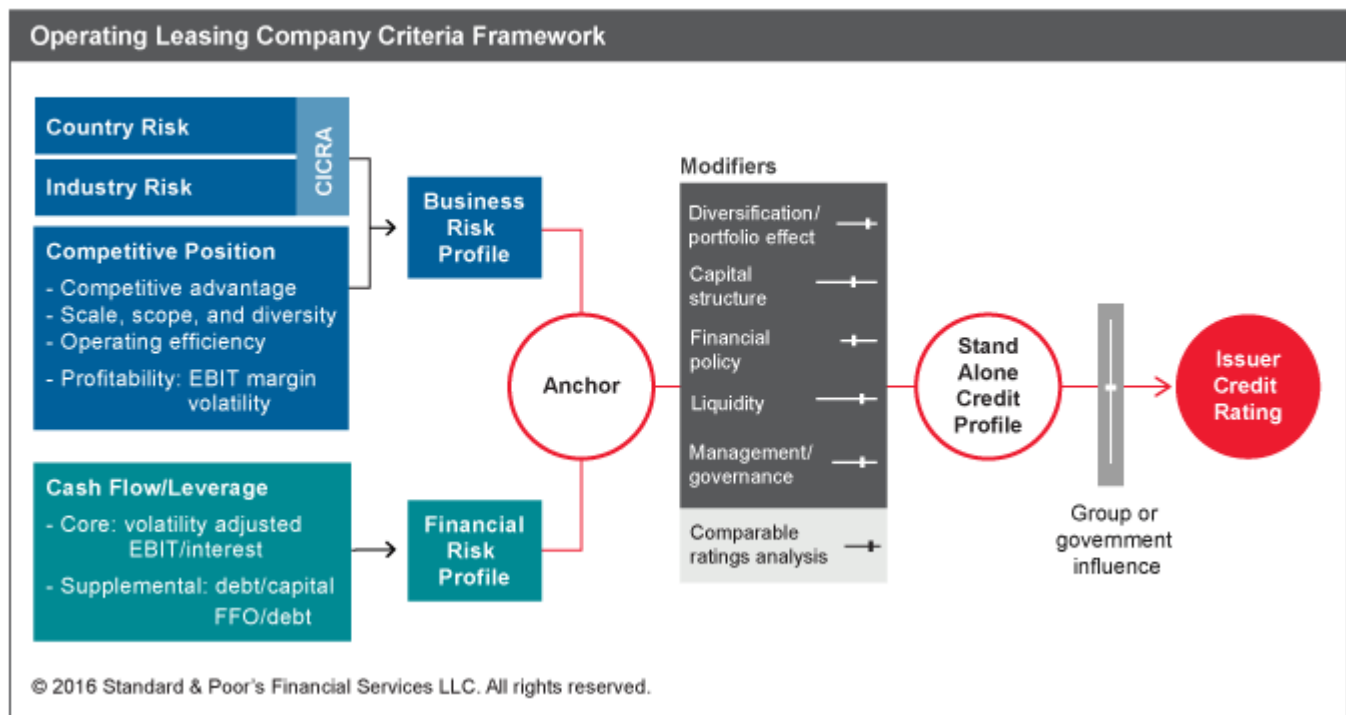 Operating Leasing Company Criteria Framework
Country Risk
Industry Risk
CICRA
Competitive Position
- Competitive advantage
- Scale, scope, and diversity
- Operating efficiency
- Profitability: EBIT margin
volatility
Business
Risk
Profile
Cash Flow/Leverage
- Core: volatility adjusted
EBIT/interest
- Supplemental: debt/capital
FFO/debt
Financial
Risk
Profile
Anchor
Modifiers
Diversification/
portfolio effect
Capital
structure
Financial
policy
Liquidity
Management/
governance
Comparable
ratings analysis
Stand
Alone
Credit
Profile
Group or
government
influence
Issuer
Credit
Rating
© 2016 Standard & Poor's Financial Services LLC. All rights reserved.